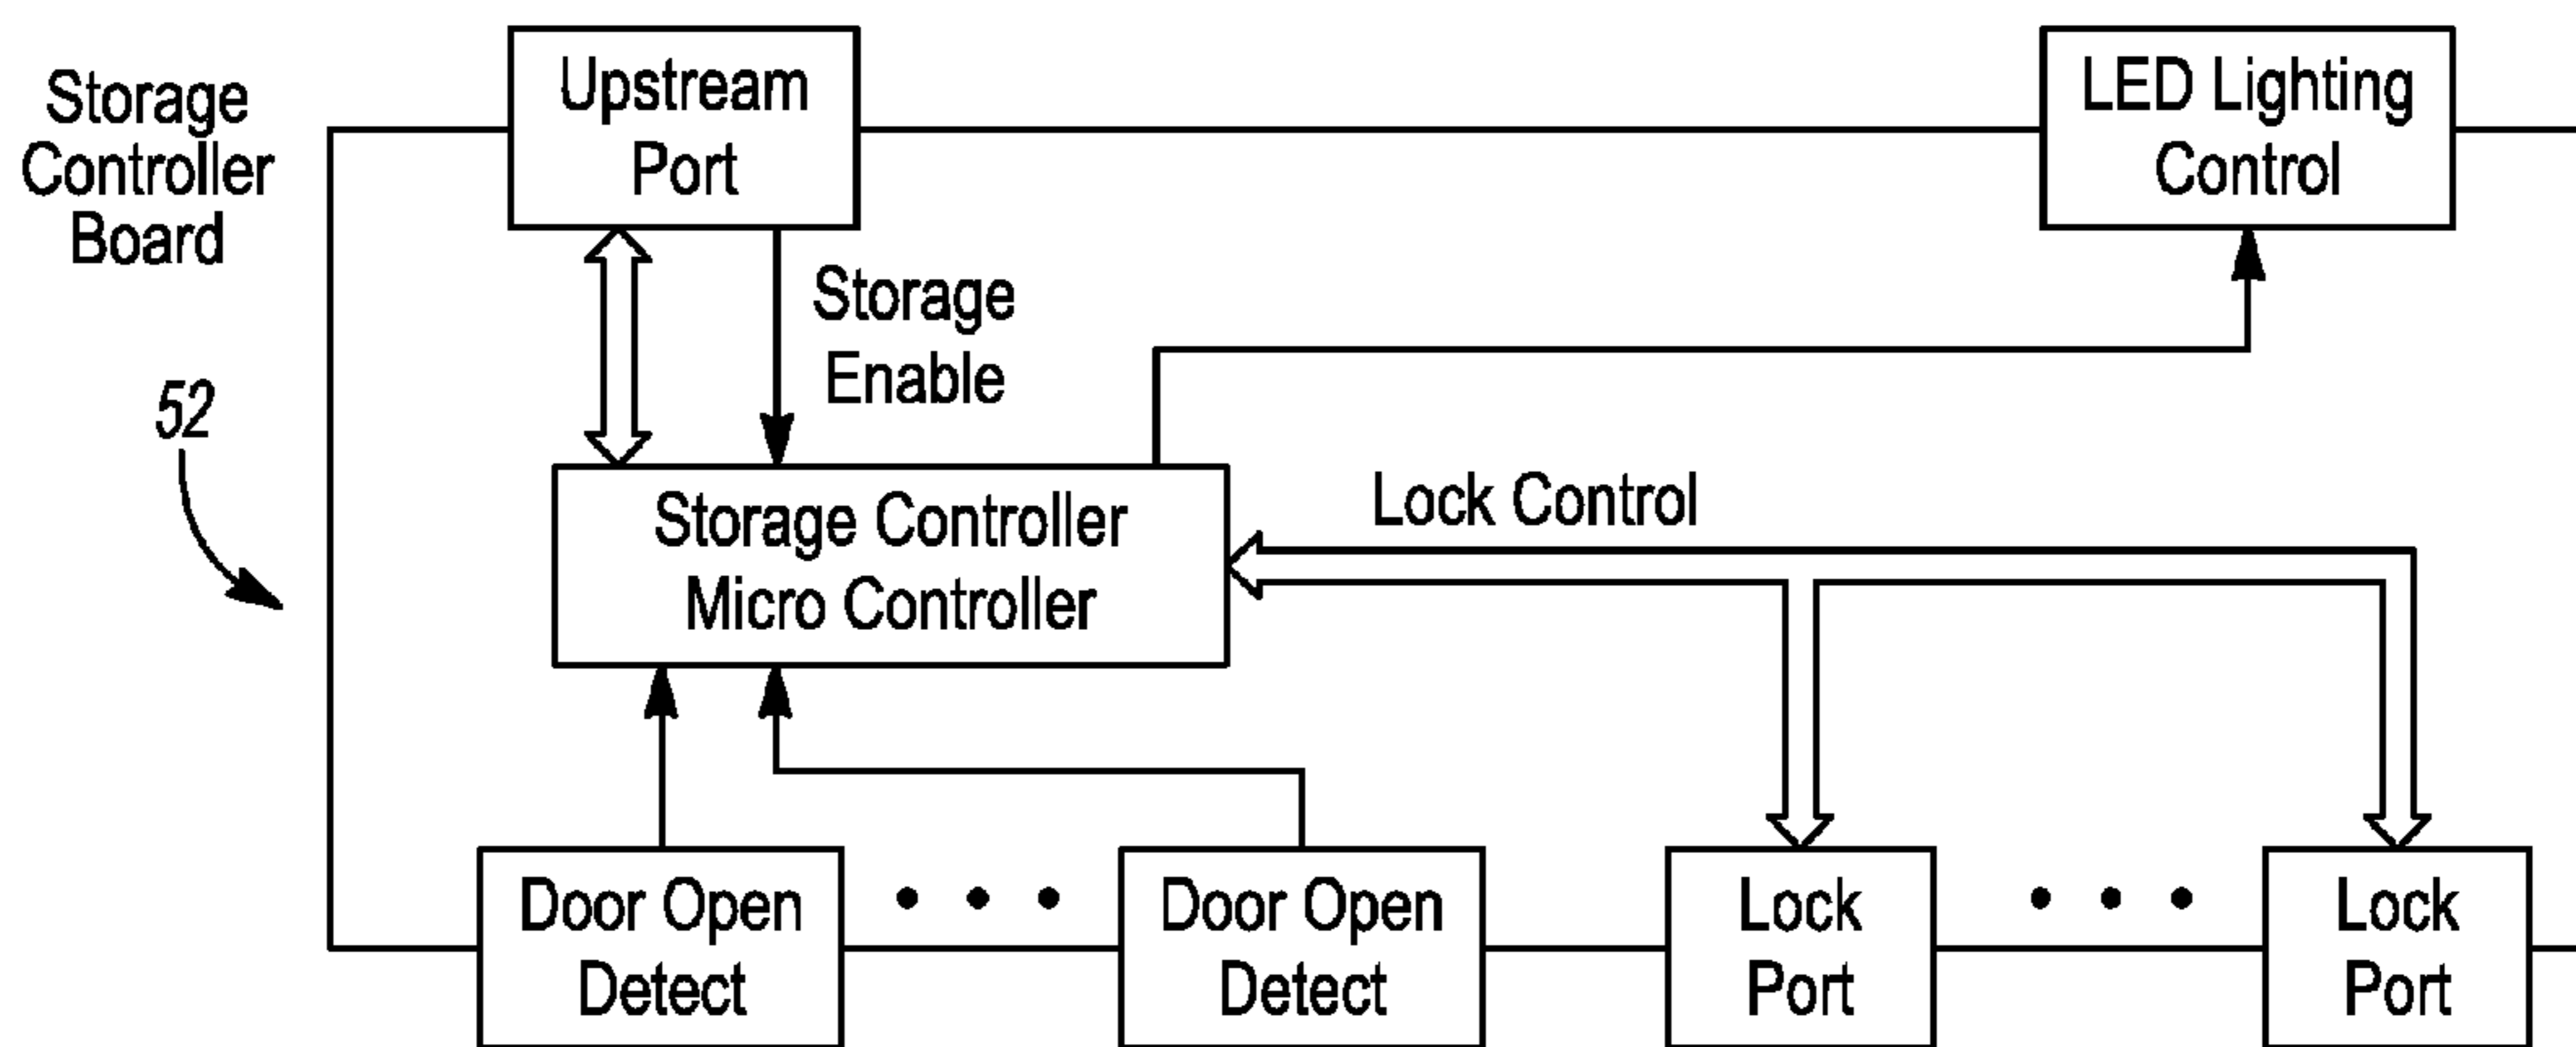 Storage
Controller
Board
Upstream
Port
LED Lighting
Control
Storage
Enable
52
Storage Controller
Micro Controller
Lock Control
Door Open
Detect
Door Open
Detect
Lock
Port
Lock
Port